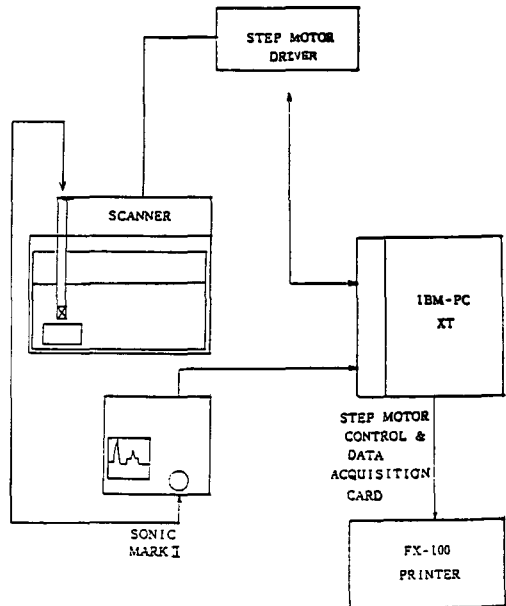 STEP MOTOR
DRIVER
SCANNER
IBM-PC
XT
STEP MOTOR
CONTROL &
DATA
ACQUISITION
CARD
SONIC
MARK I
FX-100
PRINTER